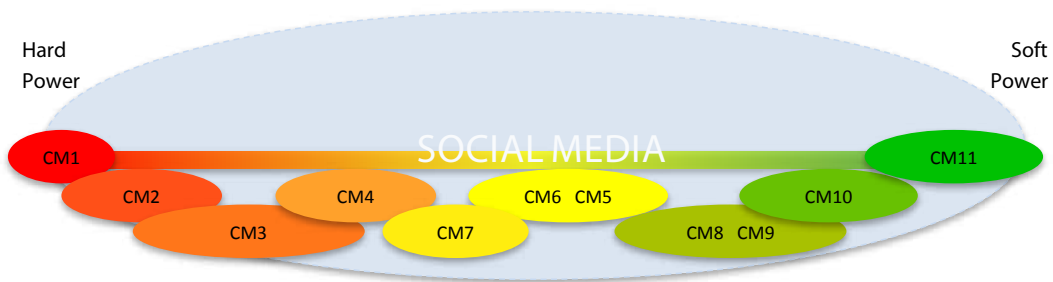 Hard
Power
Soft
Power
SOCIAL MEDIA
CM1
CM11
CM2
CM4
CM6 CM5
CM10
CM3
CM7
CM8 CM9